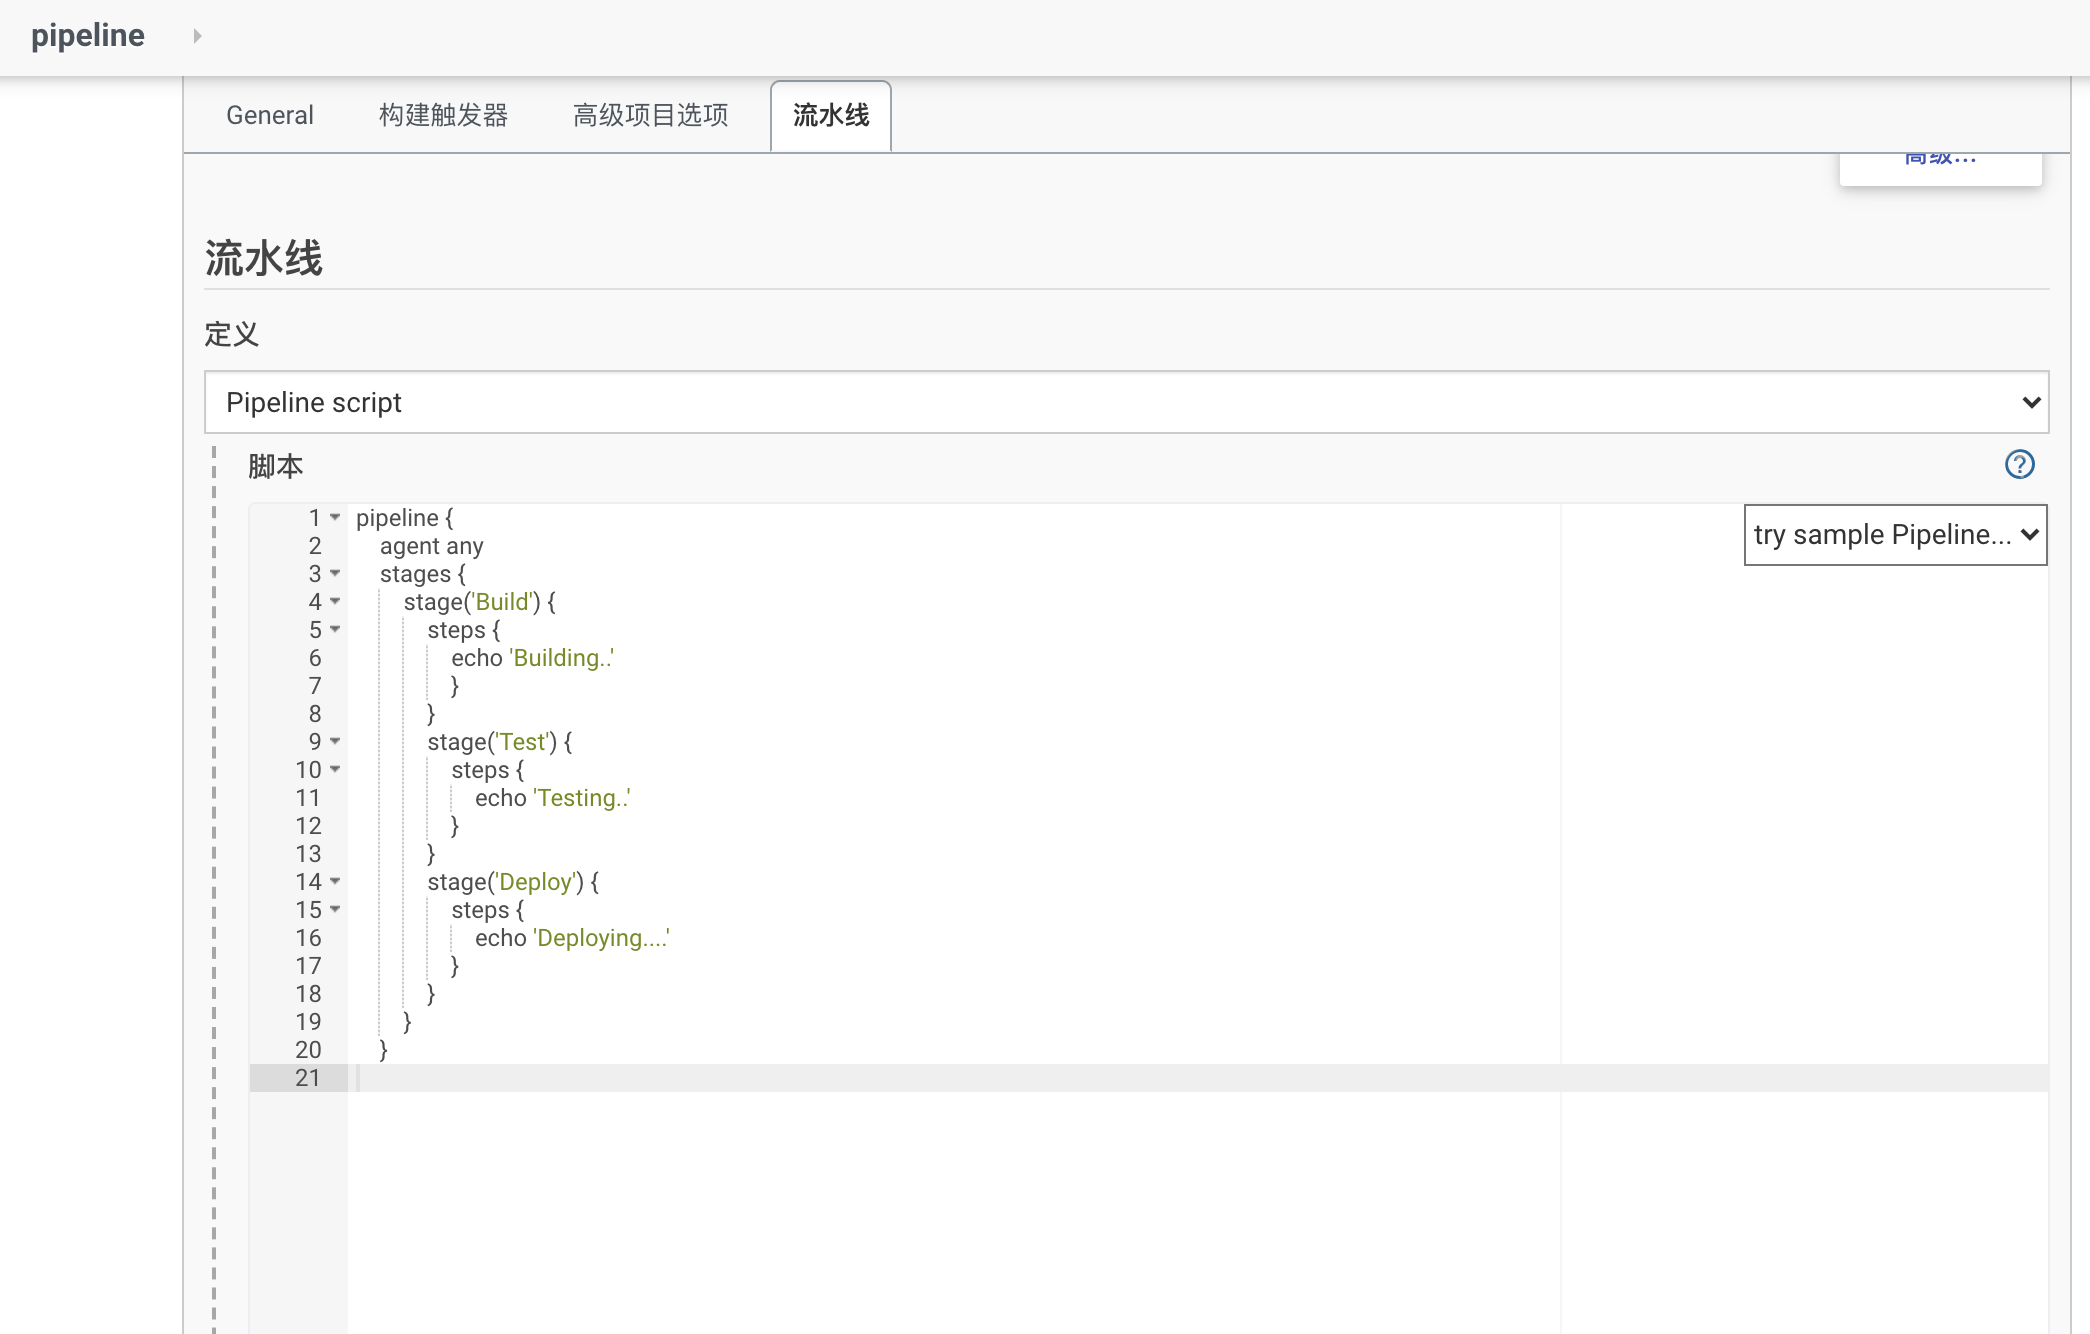 pipeline
General 构建触发器 高级项目选项 流水线
高级...
流水线
定义
Pipeline script
脚本
try sample Pipeline...
1 pipeline {
2 agent any
3 stages {
4 stage('Build') {
5 steps {
6 echo 'Building..'
7 }
8 }
9 stage('Test') {
10 steps {
11 echo 'Testing..'
12 }
13 }
14 stage('Deploy') {
15 steps {
16 echo 'Deploying....'
17 }
18 }
19 }
20 }
21